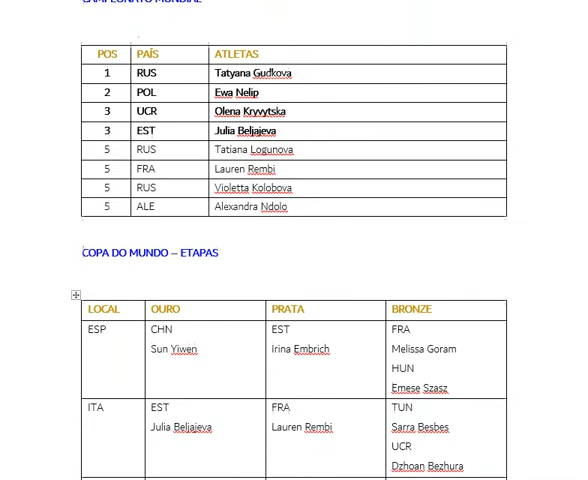 CAMPEONATO MUNDIAL
POS PAÍS ATLETAS
1 RUS Tatyana Gudkova
2 POL Ewa Nelip
3 UCR Olena Kryvytska
3 EST Julia Beljajeva
5 RUS Tatiana Logunova
5 FRA Lauren Rembi
5 RUS Violetta Kolobova
5 ALE Alexandra Ndolo
COPA DO MUNDO – ETAPAS
LOCAL OURO PRATA BRONZE
ESP CHN EST FRA
Sun Yiwen Irina Embrich Melissa Goram
HUN
Emese Szasz
ITA EST FRA TUN
Julia Beljajeva Lauren Rembi Sarra Besbes
UCR
Dzhoan Bezhura